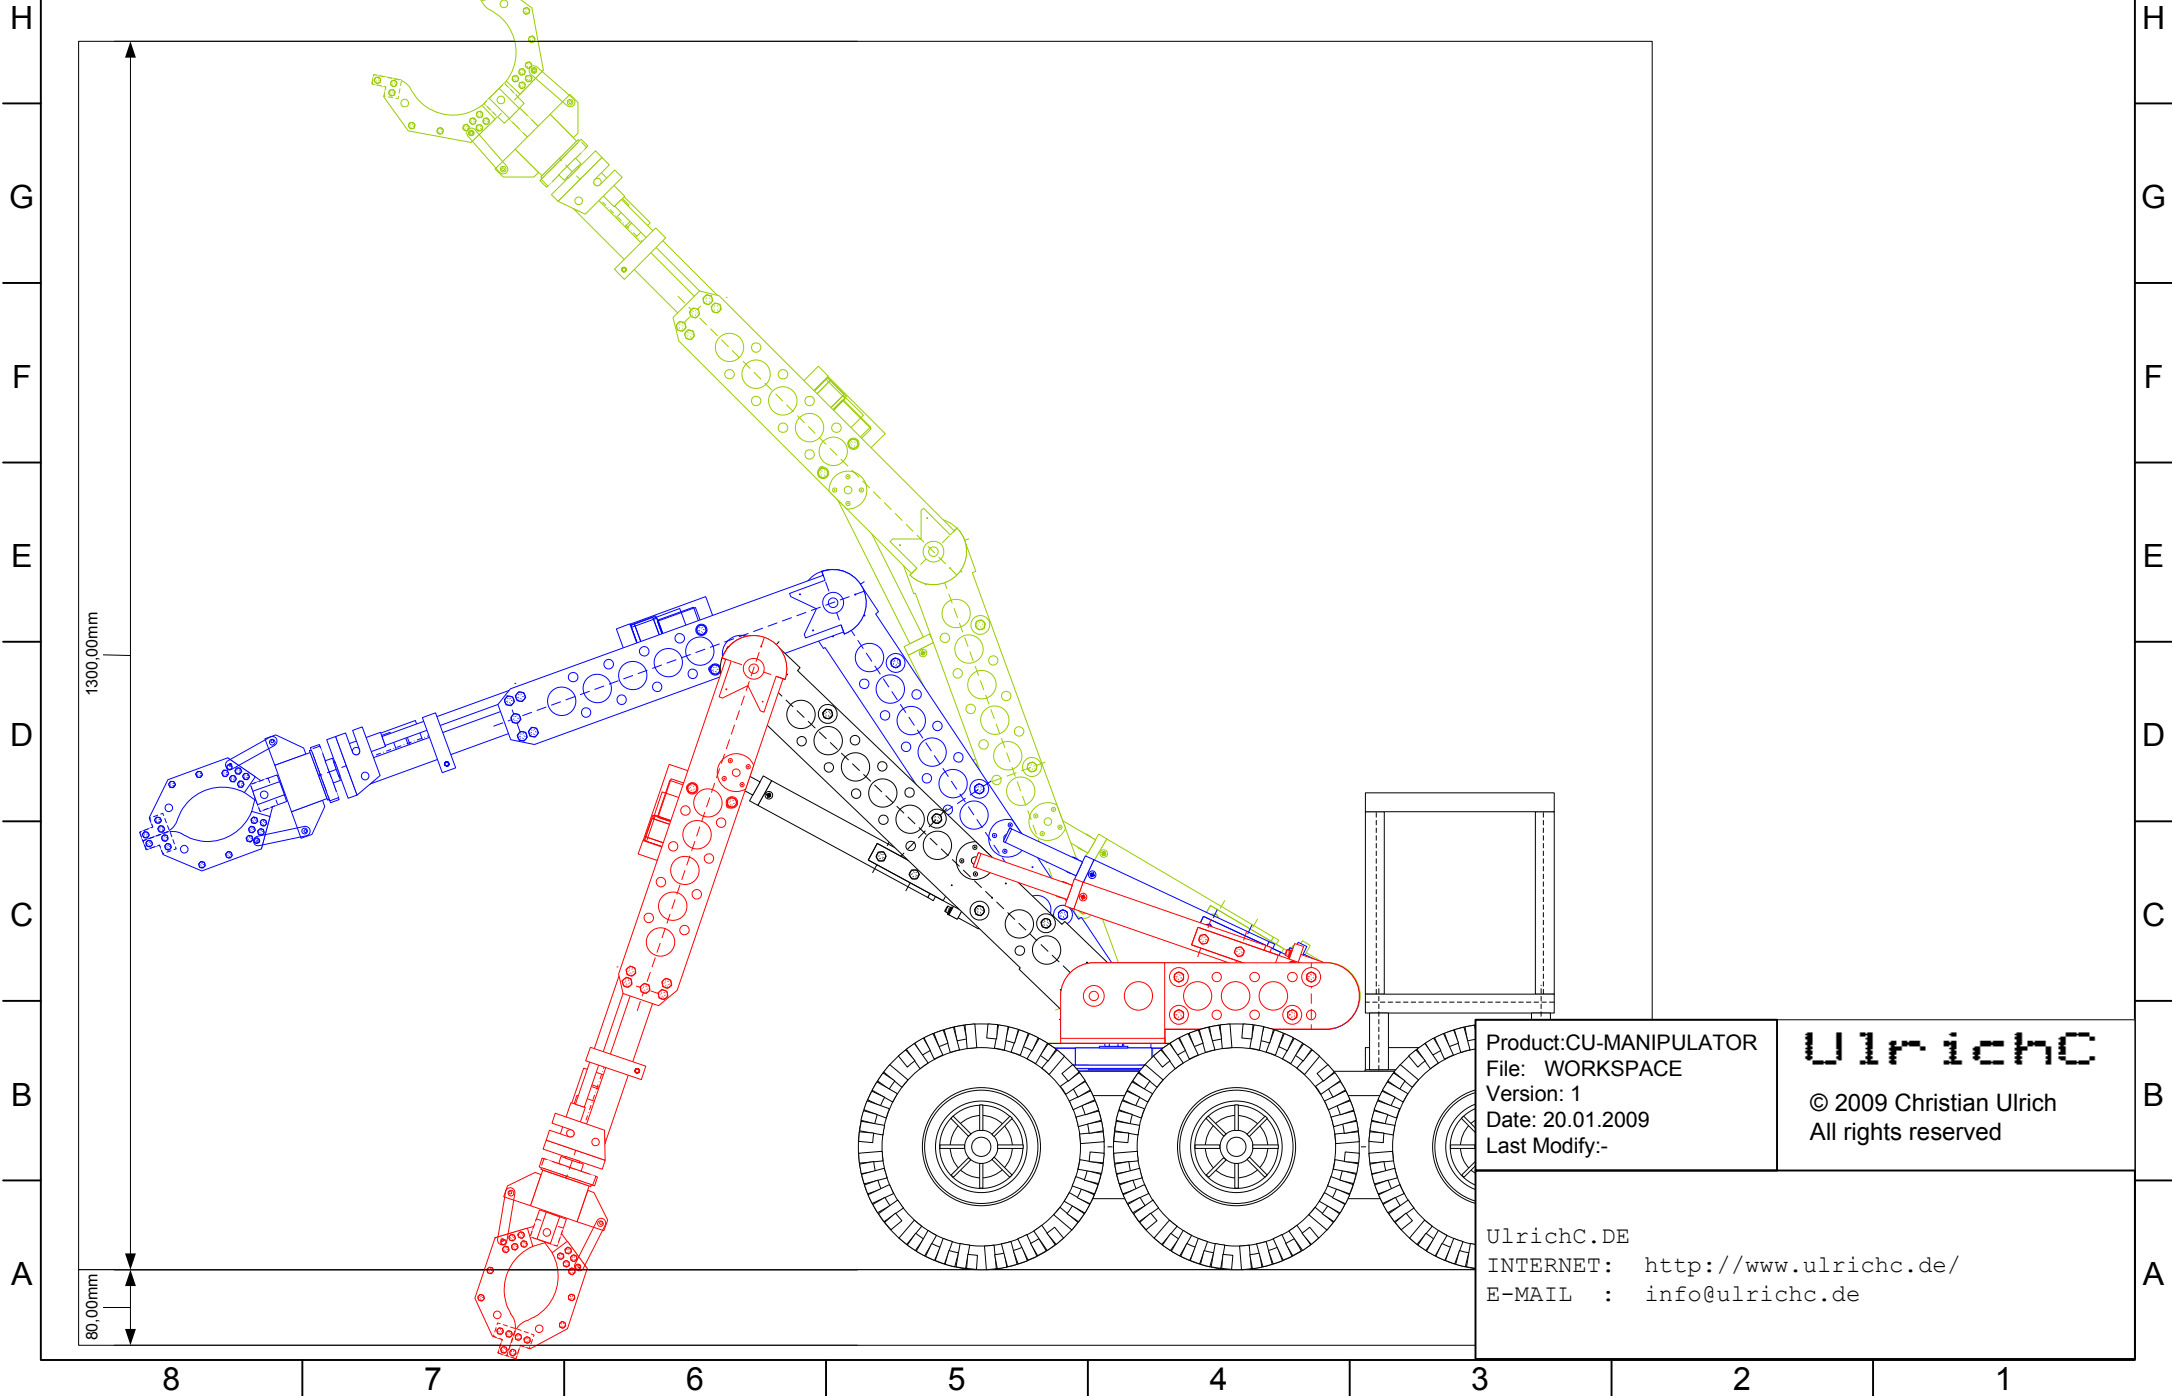 H
H
G
G
F
F
E
E
D
D
C
C
B
B
A
A
1300,00mm
80,00mm
Product:CU-MANIPULATOR
File: WORKSPACE
Version: 1
Date: 20.01.2009
Last Modify:-
UlrichC
© 2009 Christian Ulrich
All rights reserved
UlrichC.DE
INTERNET: http://www.ulrichc.de/
E-MAIL : info@ulrichc.de
8 7 6 5 4 3 2 1